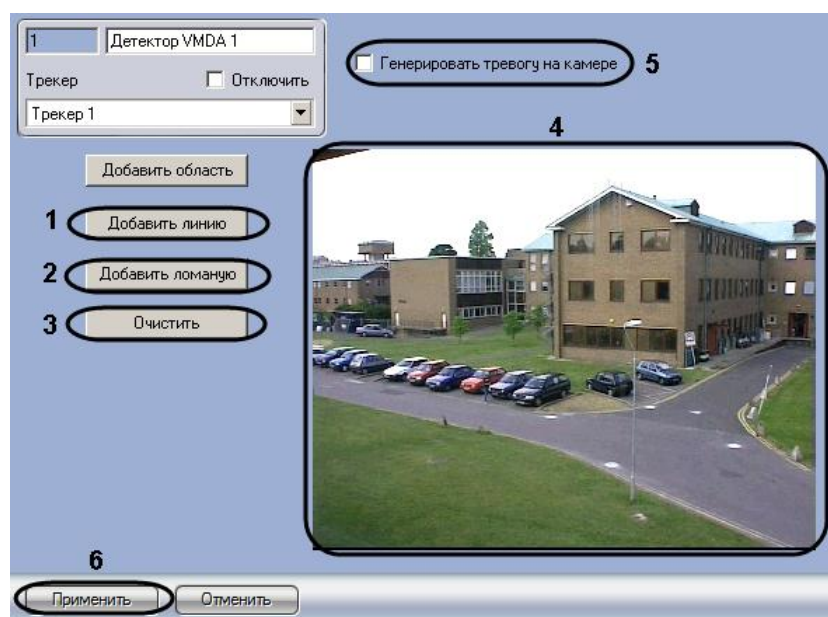 1 Детектор VMDA 1
Трекер Отключить
Трекер 1
Генерировать тревогу на камере 5
4
Добавить область
1 Добавить линию
2 Добавить ломаную
3 Очистить
6
Применить Отменить